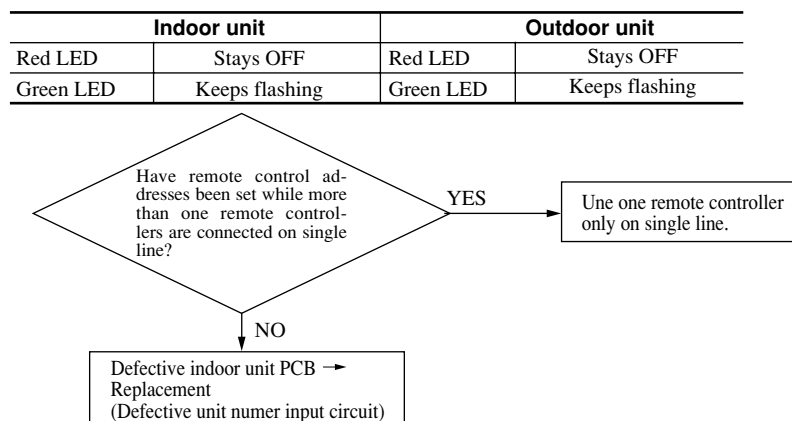 Indoor unit Outdoor unit
Red LED Stays OFF Red LED Stays OFF
Green LED Keeps flashing Green LED Keeps flashing
Have remote control ad-
dresses been set while more
than one remote control-
lers are connected on single
line?
YES
Une one remote controller
only on single line.
NO
Defective indoor unit PCB →
Replacement
(Defective unit numer input circuit)